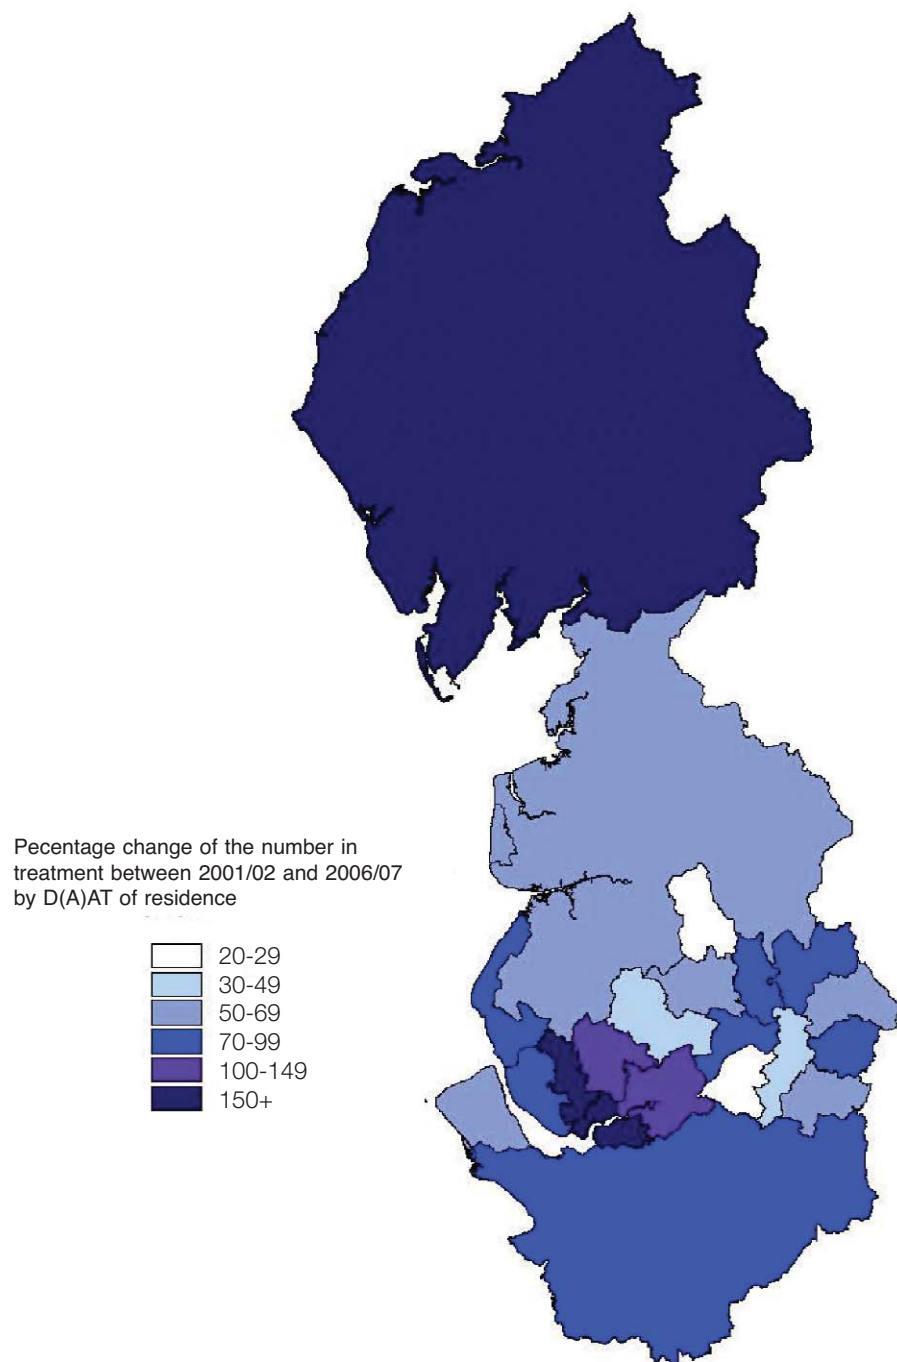 Pecentage change of the number in
treatment between 2001/02 and 2006/07
by D(A)AT of residence
20-29
30-49
50-69
70-99
100-149
150+